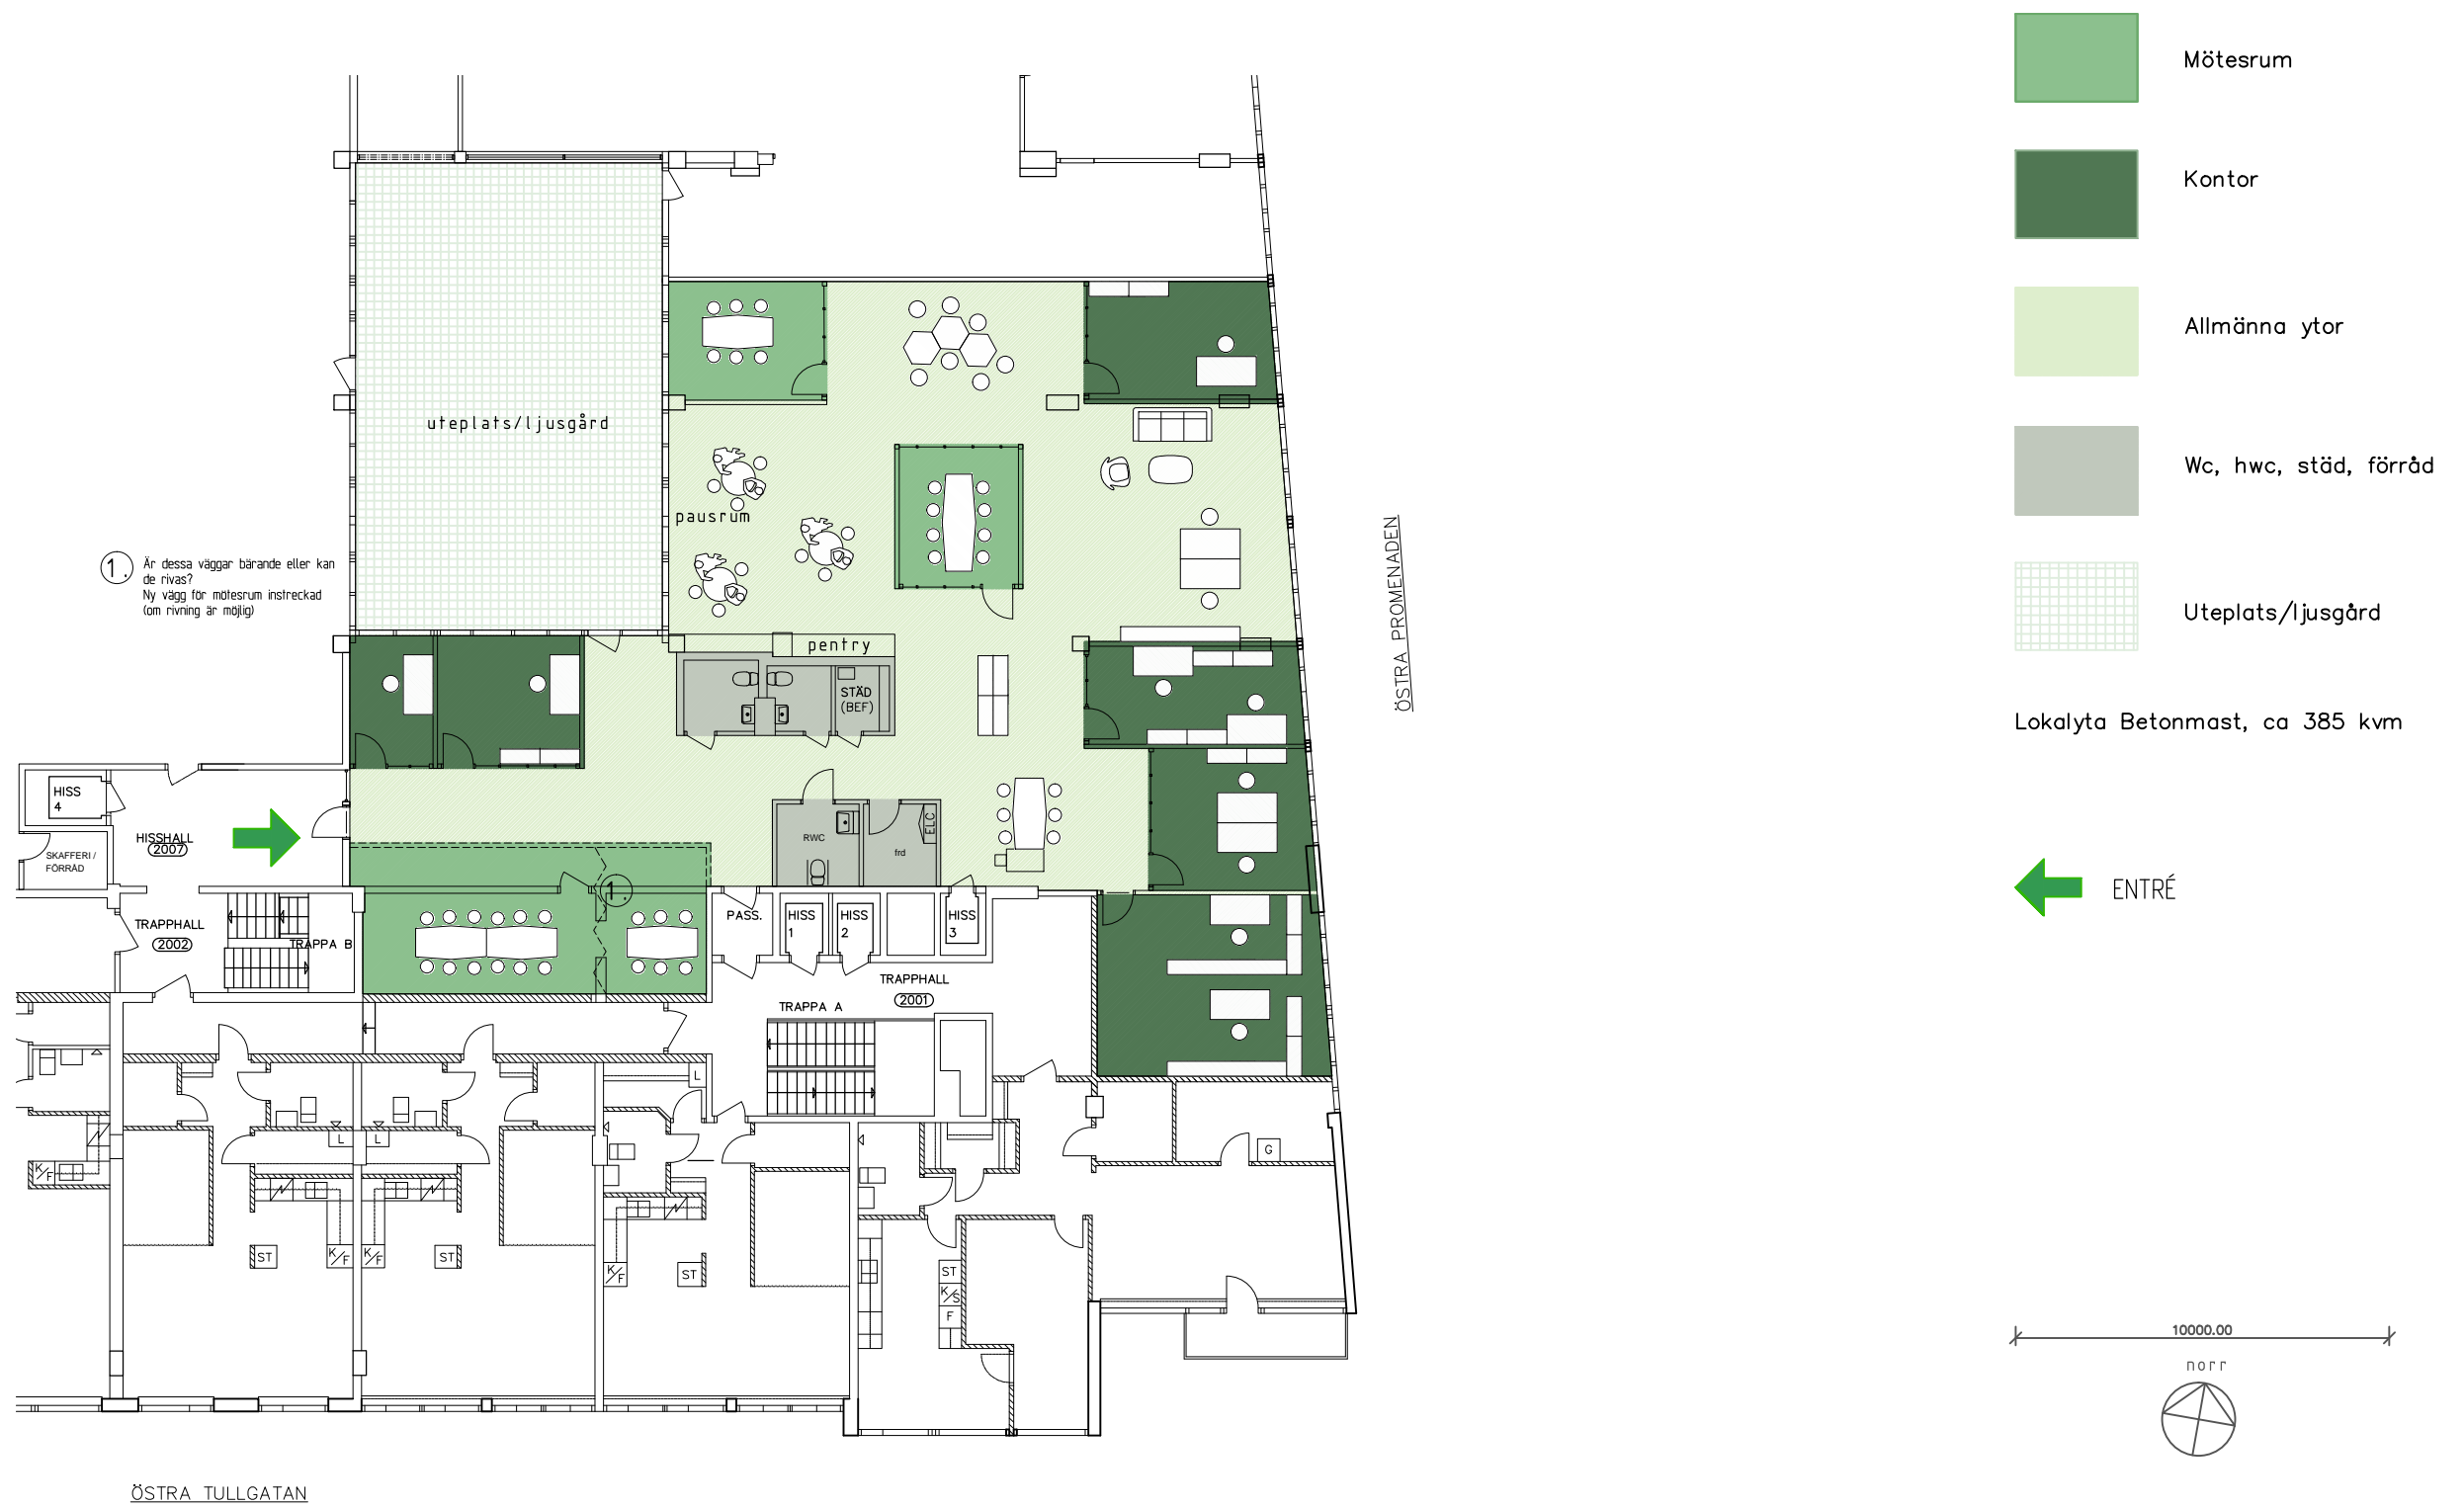 Mötesrum
Kontor
Allmänna ytor
Wc, hwc, städ, förråd
Uteplats/ljusgård
Lokalyta Betonmast, ca 385 kvm
ENTRÉ
10000.00
norr
uteplats/ljusgård
pausrum
1.
Är dessa väggar bärande eller kan
de rivas?
Ny vägg för mötesrum instreckad
(om rivning är möjlig)
ÖSTRA PROMENADEN
pentry
STÄD
(BEF)
HISS
4
HISSHALL
2007
SKAFFERI /
FÖRRÅD
RWC
frd
ELC
1.
TRAPPHALL
2002
TRAPPA B
PASS.
HISS
1
HISS
2
HISS
3
TRAPPHALL
2001
TRAPPA A
L
L
L
G
K/F
ST
K/F
K/F
ST
K/F
ST
ST
K/S
F
ÖSTRA TULLGATAN